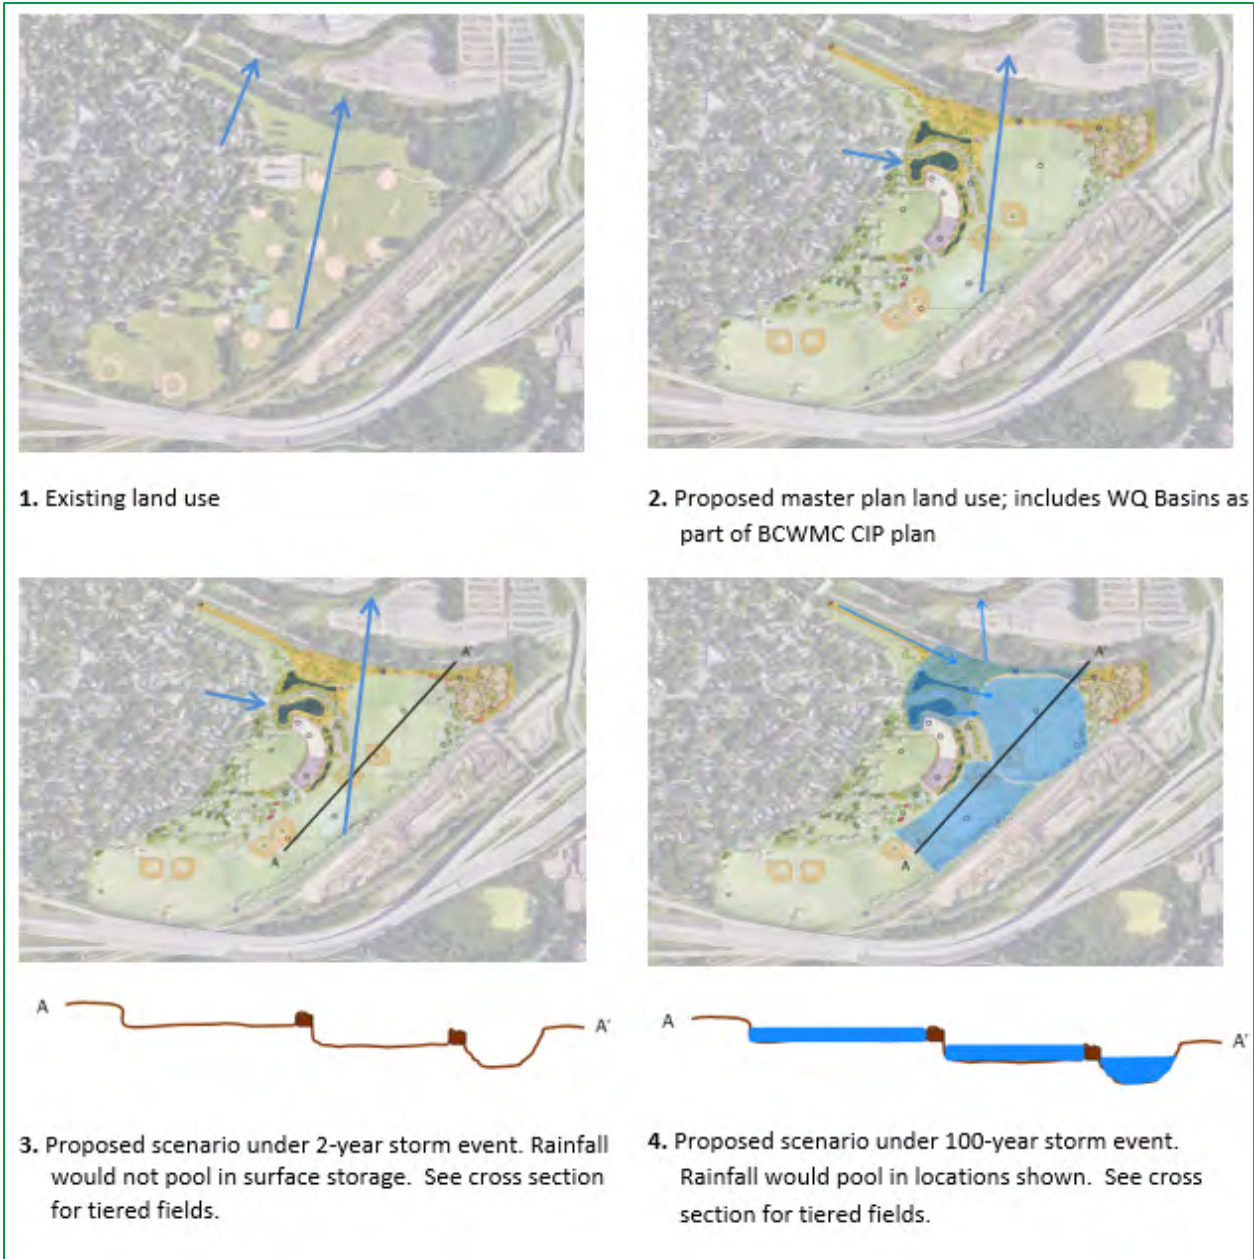 1. Existing land use
2. Proposed master plan land use; includes WQ Basins as
part of BCWMC CIP plan
A'
A
A'
A
A
A'
A
A'
3. Proposed scenario under 2-year storm event. Rainfall
would not pool in surface storage. See cross section
for tiered fields.
4. Proposed scenario under 100-year storm event.
Rainfall would pool in locations shown. See cross
section for tiered fields.